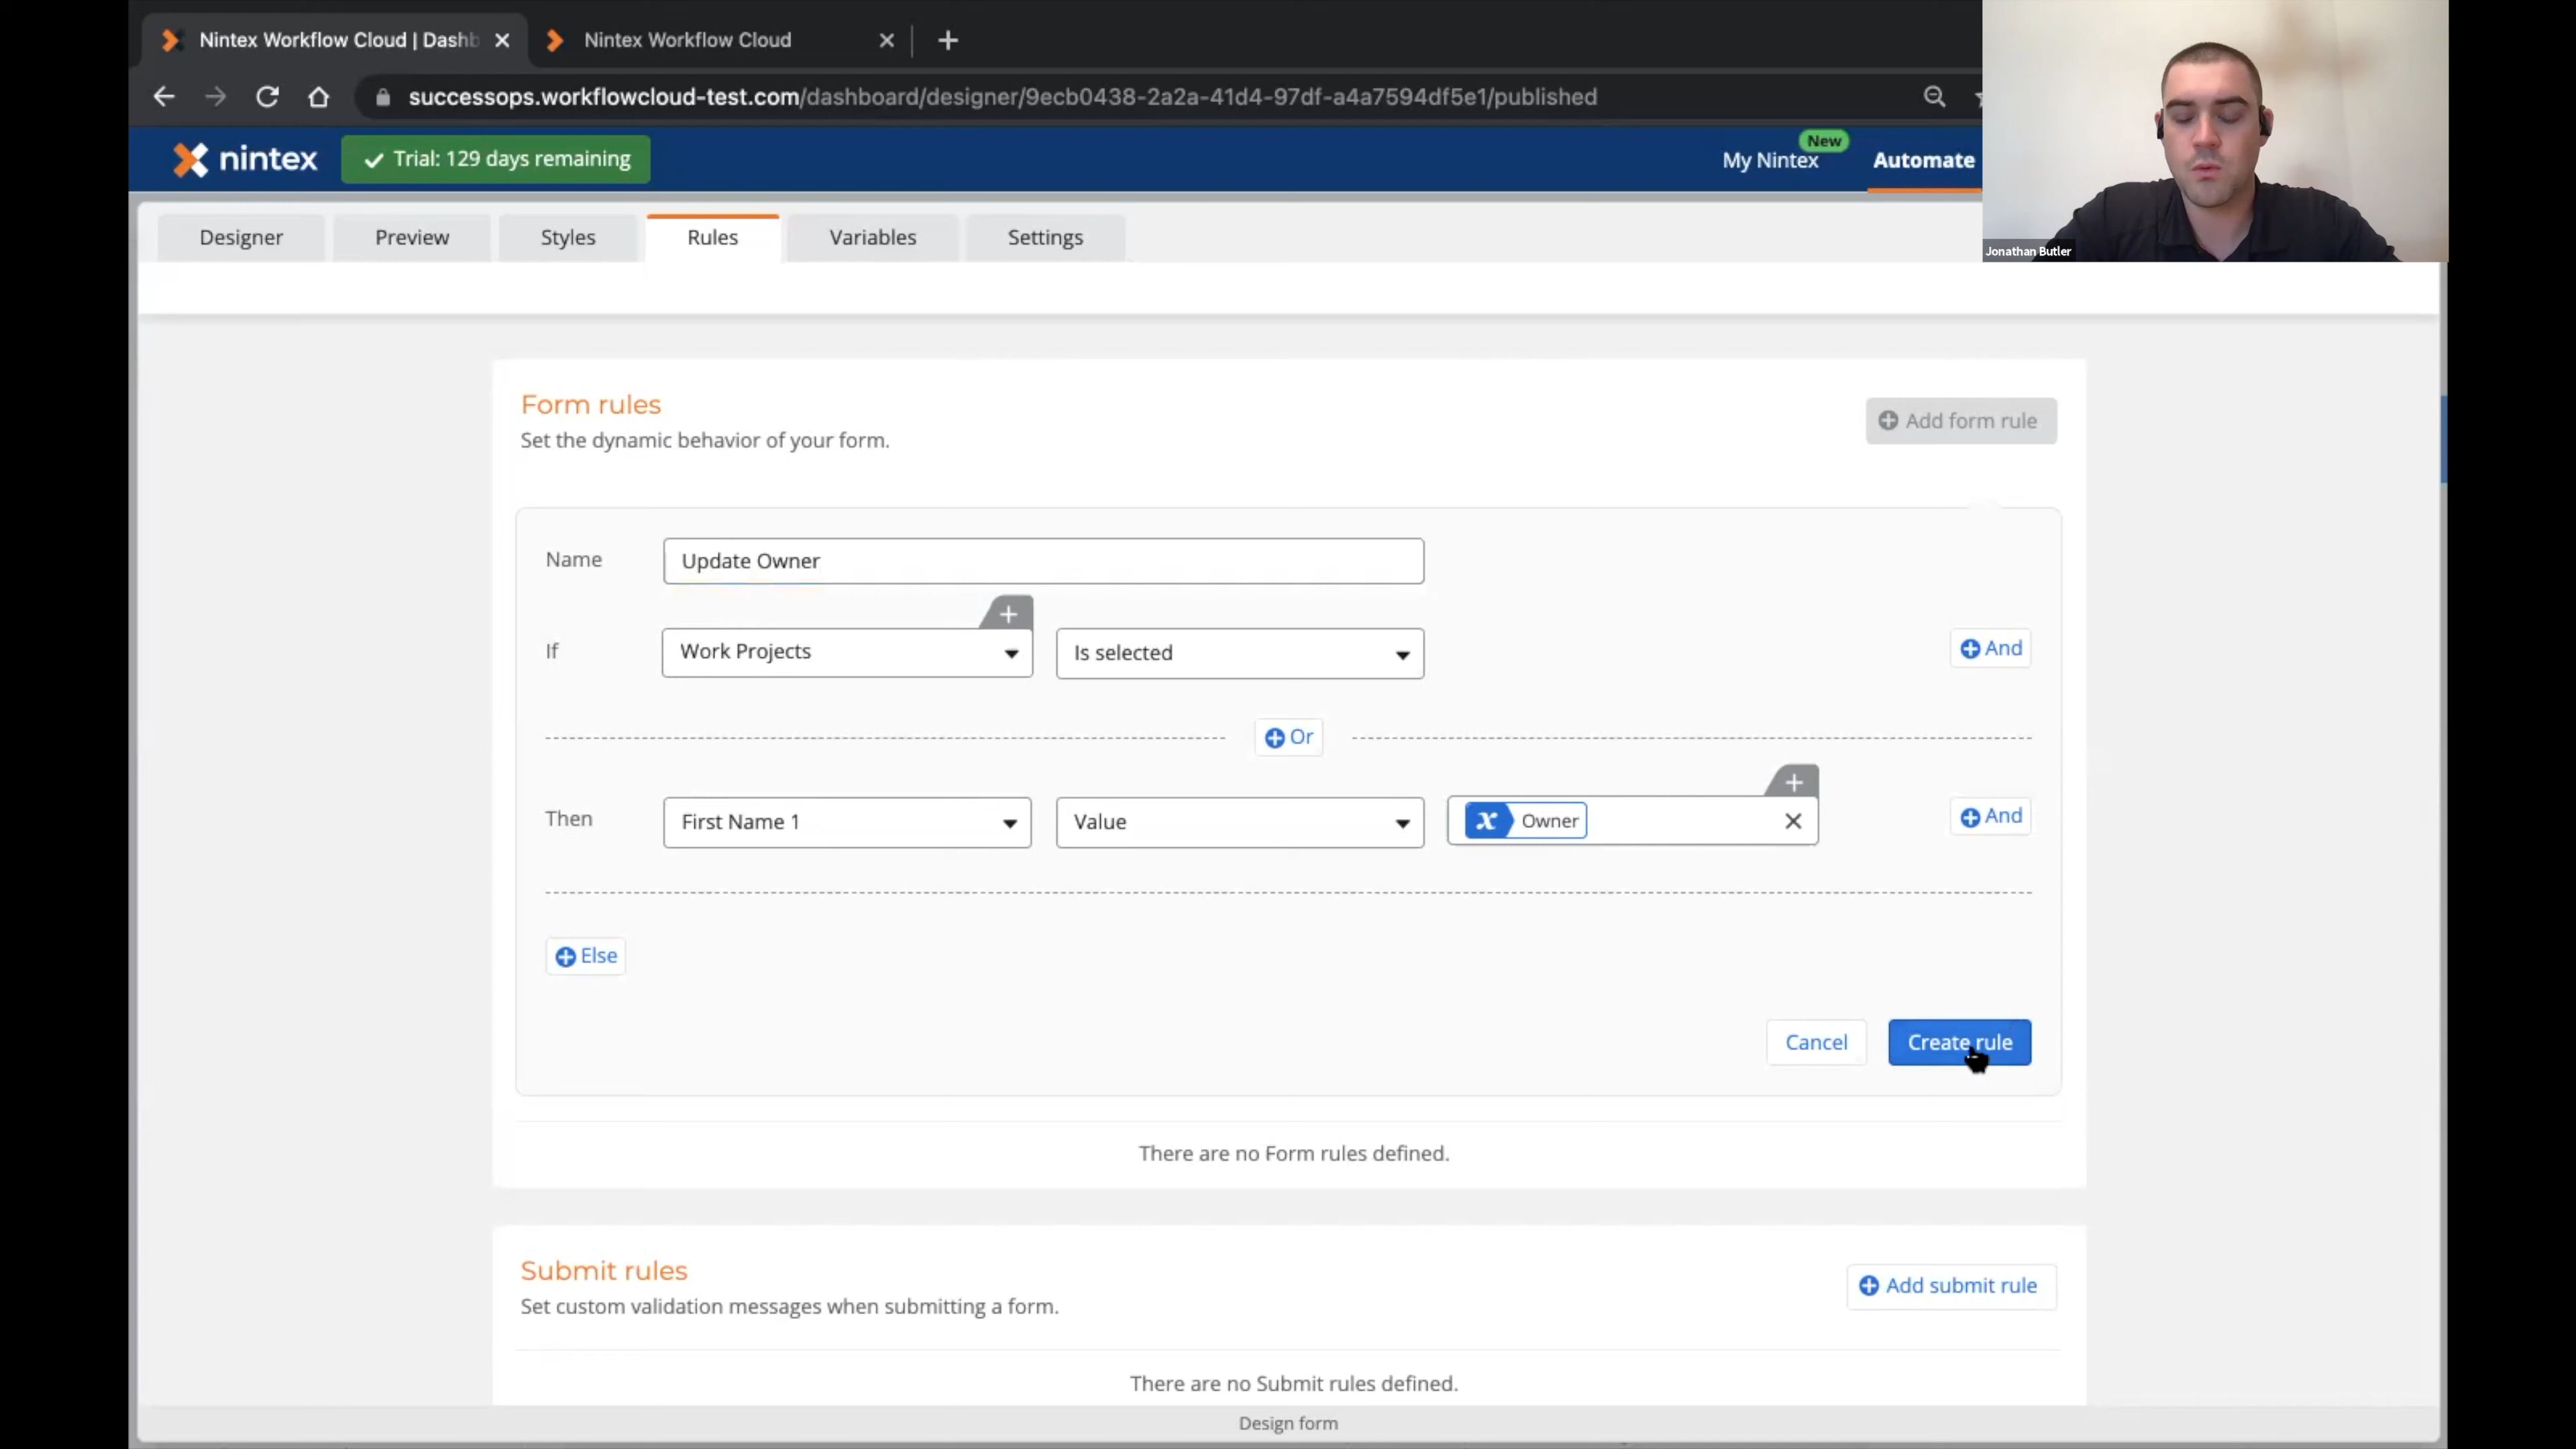 Nintex Workflow Cloud | Dashb
Nintex Workflow Cloud
successops.workflowcloud-test.com/dashboard/designer/9ecb0438-2a2a-41d4-97df-a4a7594df5e1/published
nintex
Trial: 129 days remaining
My Nintex
New
Automate
Jonathan Butler
Designer
Preview
Styles
Rules
Variables
Settings
Form rules
Set the dynamic behavior of your form.
Add form rule
Name
Update Owner
If
Work Projects
Is selected
And
Or
Then
First Name 1
Value
Owner
And
Else
Cancel
Create rule
There are no Form rules defined.
Submit rules
Set custom validation messages when submitting a form.
Add submit rule
There are no Submit rules defined.
Design form